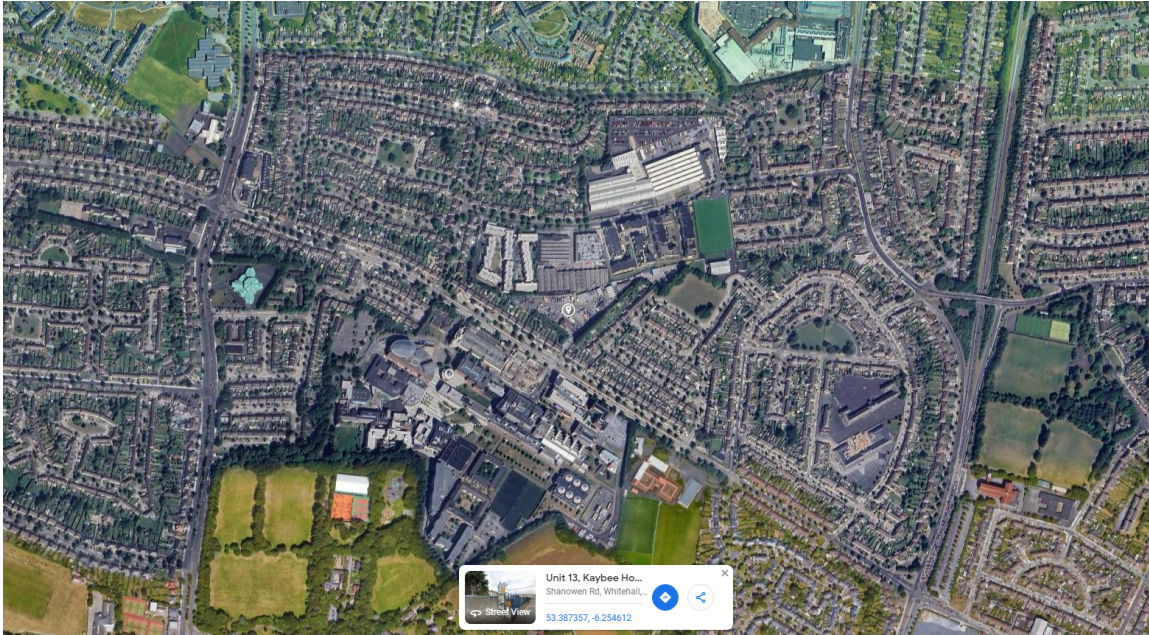 Unit 13, Kaybee Ho...
Shanowen Rd, Whitehall,...
Street View
53.387357, -6.254612